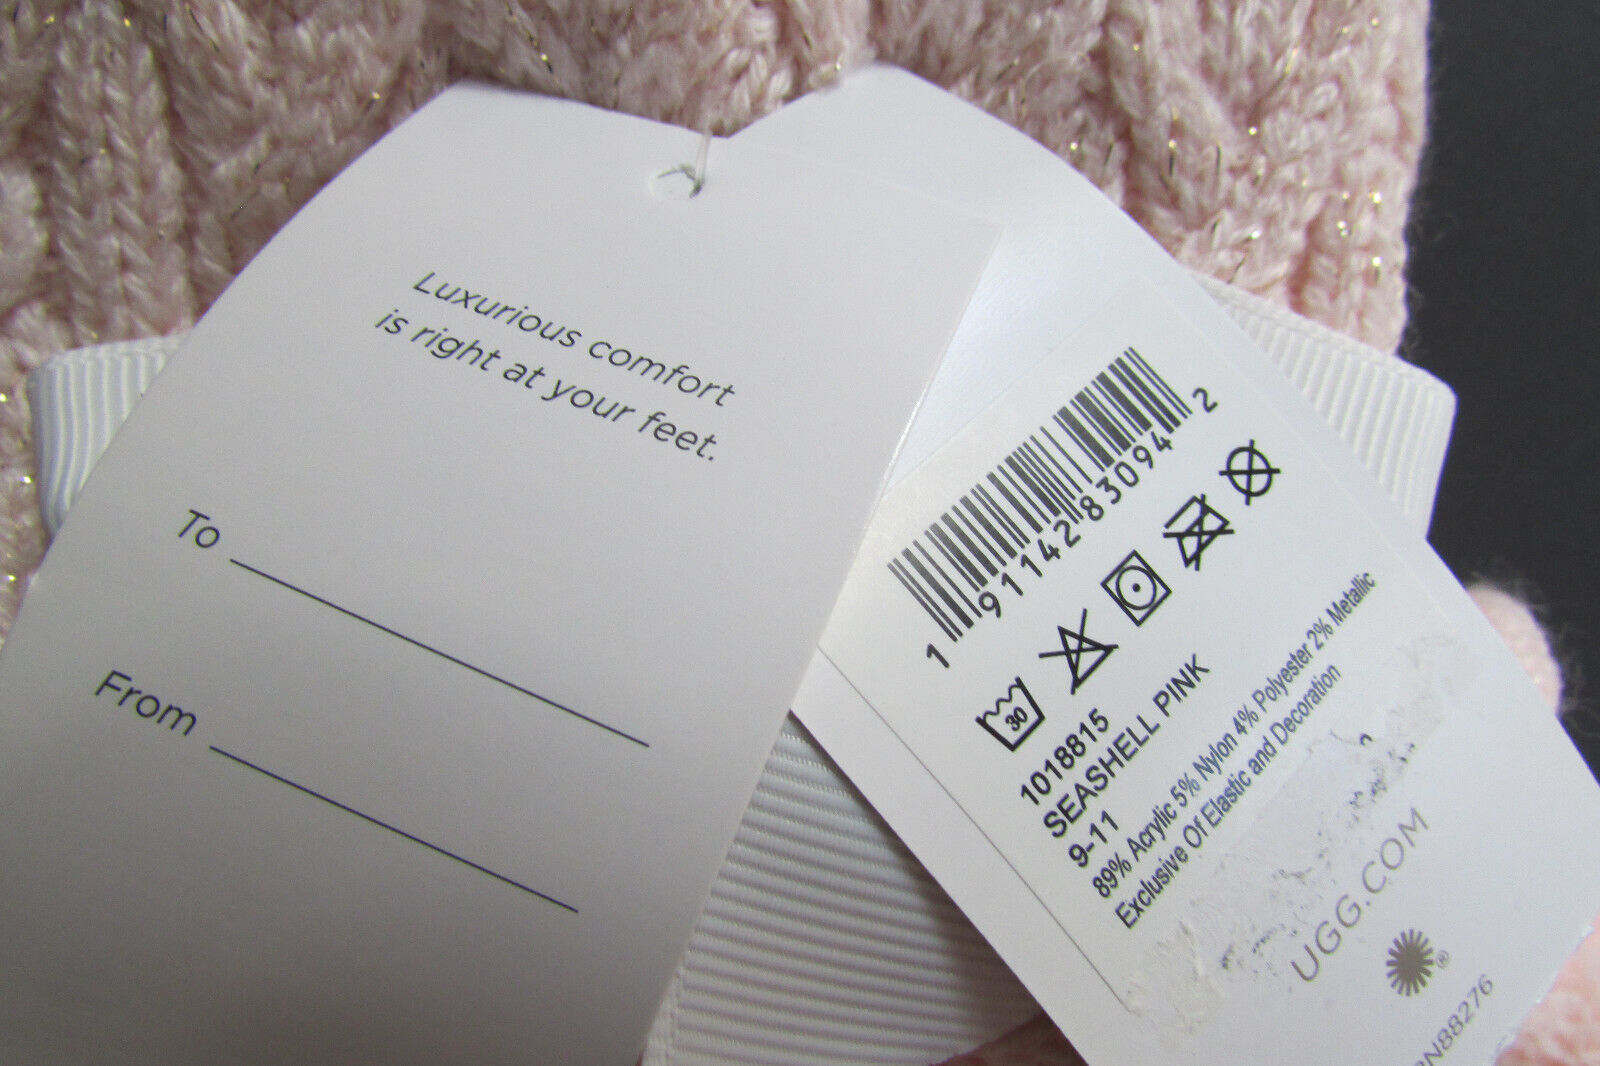 Luxurious comfort
is right at your feet.
To
From
1 91142 83094 2
30
1018815
SEASHELL PINK
9-11
89% Acrylic 5% Nylon 4% Polyester 2% Metallic
Exclusive Of Elastic and Decoration
UGG.COM
®
RN88276